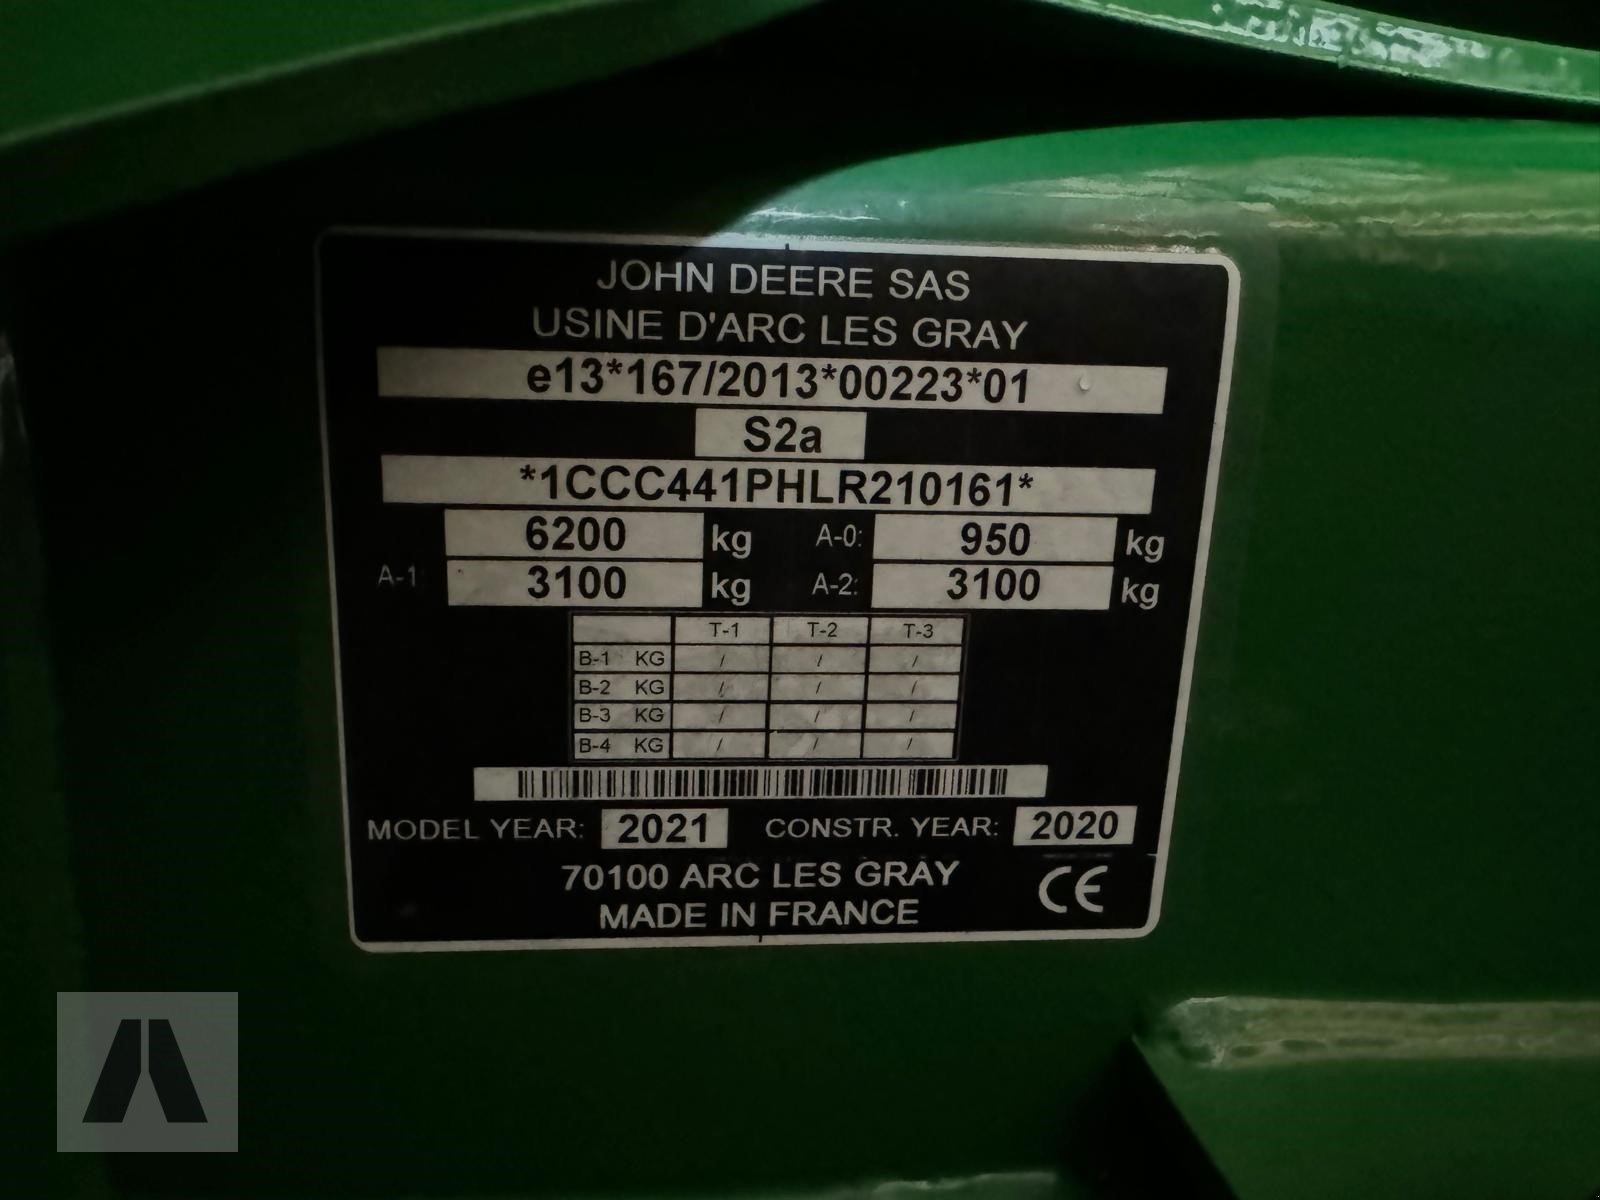 JOHN DEERE SAS
USINE D'ARC LES GRAY
e13*167/2013*00223*01
S2a
*1CCC441PHLR210161*
6200 kg A-0: 950 kg
A-1: 3100 kg A-2: 3100 kg
T-1 T-2 T-3
B-1 KG / / /
B-2 KG / / /
B-3 KG / / /
B-4 KG / / /
MODEL YEAR: 2021 CONSTR. YEAR: 2020
70100 ARC LES GRAY
MADE IN FRANCE CE